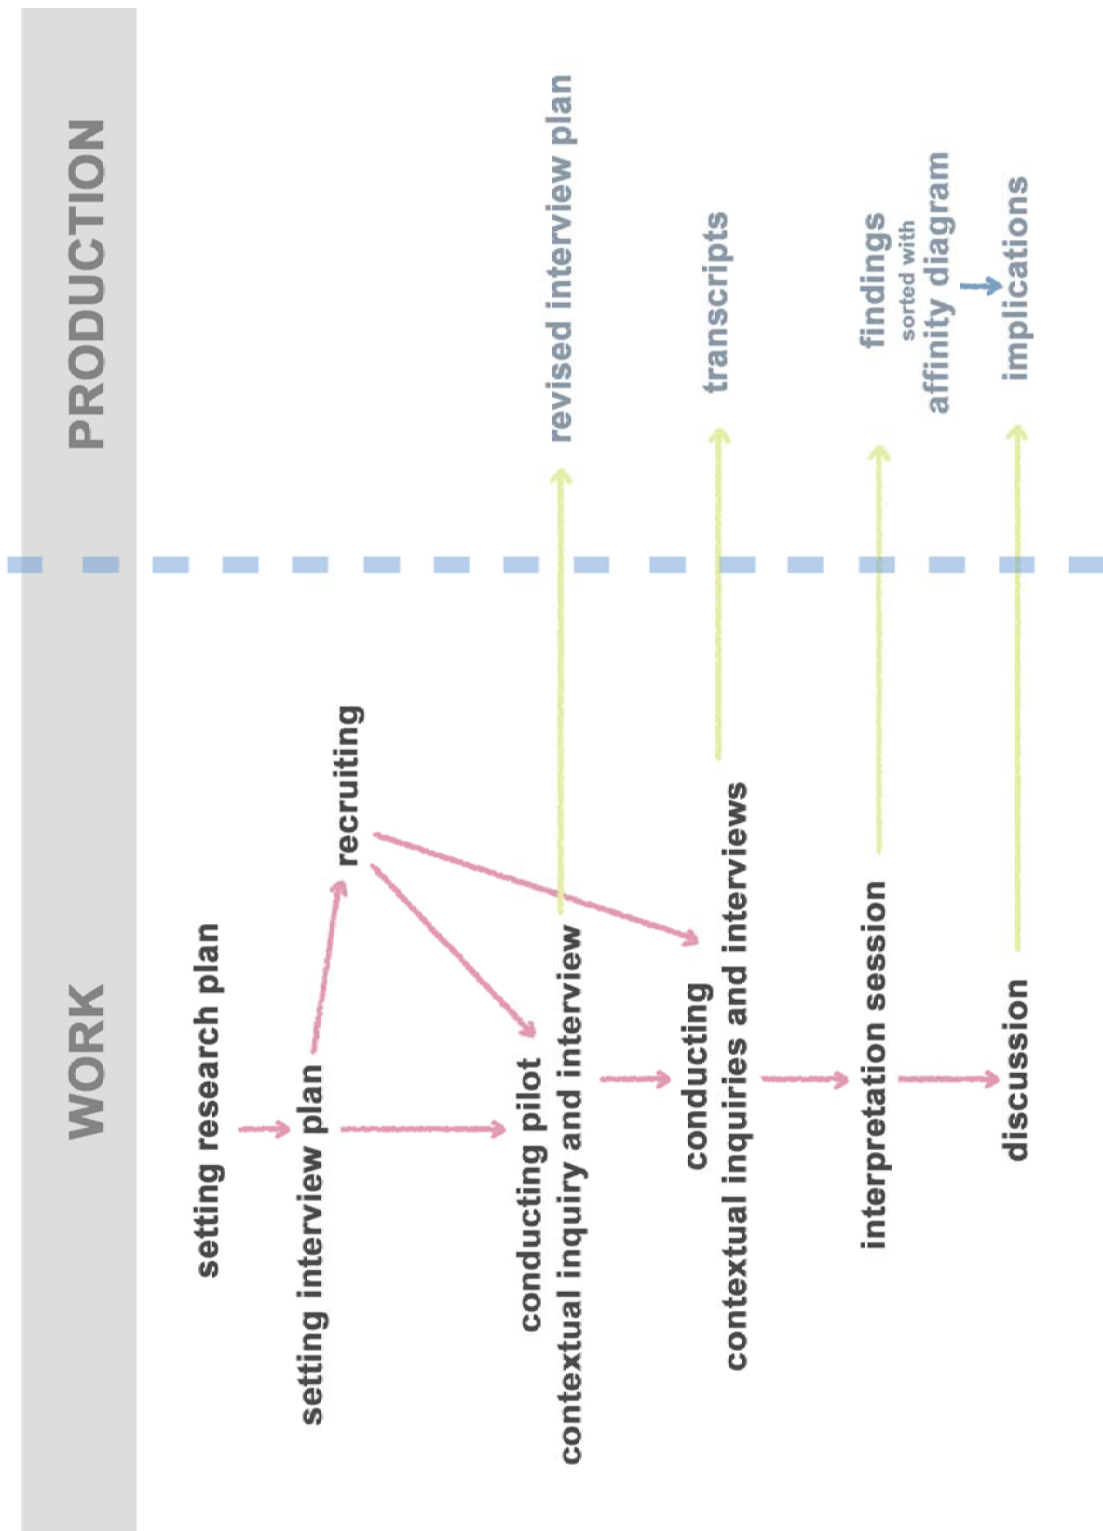 WORK
PRODUCTION
setting research plan
setting interview plan
recruiting
conducting pilot
contextual inquiry and interview
revised interview plan
conducting
contextual inquiries and interviews
transcripts
interpretation session
findings
sorted with
affinity diagram
discussion
implications